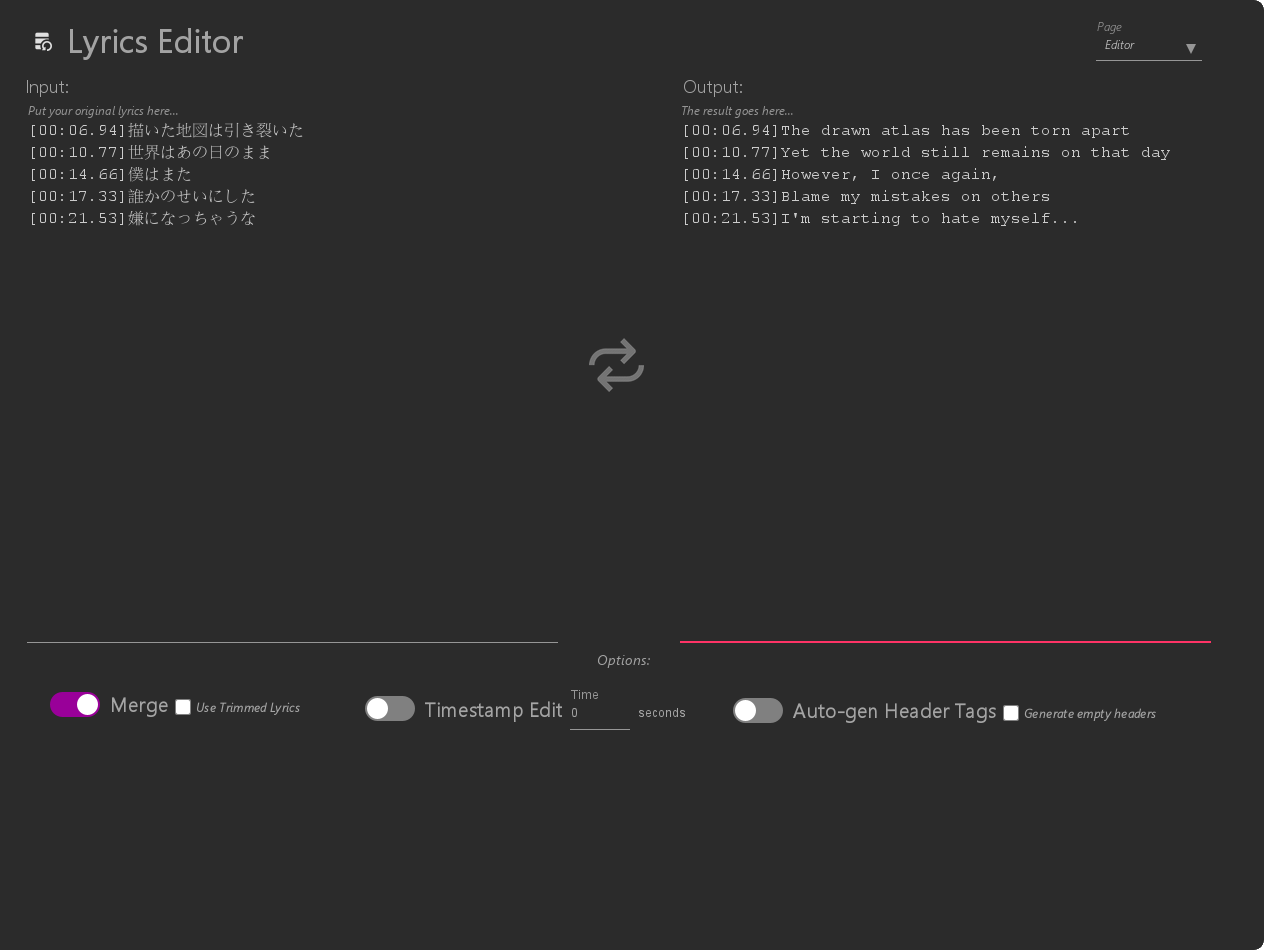 Lyrics Editor
Page
Editor
Input:
Put your original lyrics here...
[00:06.94]描いた地図は引き裂いた
[00:10.77]世界はあの日のまま
[00:14.66]僕はまた
[00:17.33]誰かのせいにした
[00:21.53]嫌になっちゃうな
Output:
The result goes here...
[00:06.94]The drawn atlas has been torn apart
[00:10.77]Yet the world still remains on that day
[00:14.66]However, I once again,
[00:17.33]Blame my mistakes on others
[00:21.53]I'm starting to hate myself...
Options:
Merge
Use Trimmed Lyrics
Timestamp Edit
Time
0
seconds
Auto-gen Header Tags
Generate empty headers